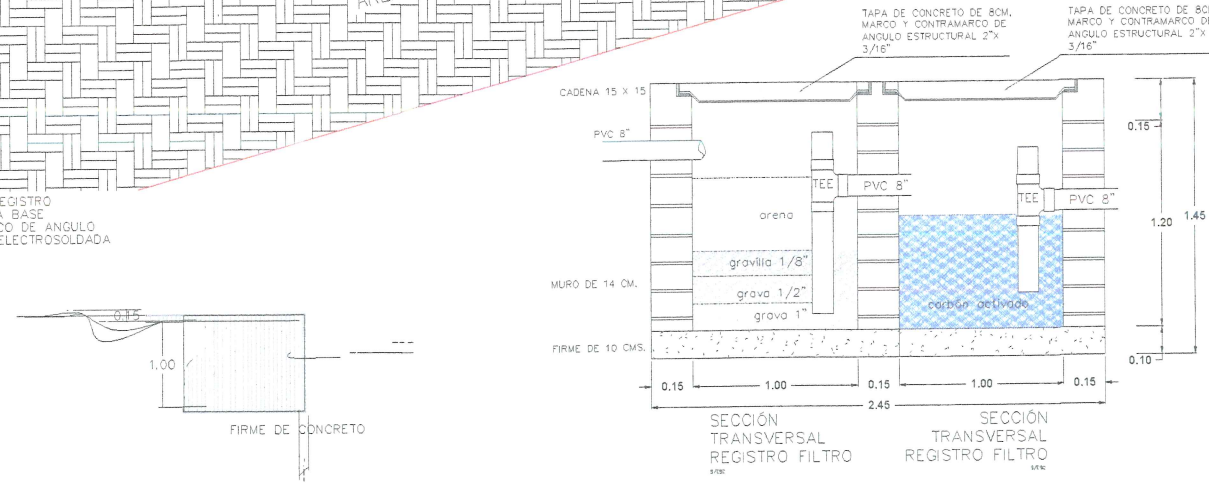 TAPA DE CONCRETO DE 8CM,
MARCO Y CONTRAMARCO DE
ANGULO ESTRUCTURAL 2"X
3/16"
TAPA DE CONCRETO DE
MARCO Y CONTRAMARCO
ANGULO ESTRUCTURAL 2"X
3/16"
CADENA 15 X 15
PVC 8"
TEE
PVC 8"
TEE
PVC 8"
arena
gravilla 1/8"
grava 1/2"
grava 1"
carbón activado
MURO DE 14 CM.
FIRME DE 10 CMS.
0.15
1.20
1.45
0.10
0.15
1.00
0.15
1.00
0.15
2.45
SECCIÓN
TRANSVERSAL
REGISTRO FILTRO
SECCIÓN
TRANSVERSAL
REGISTRO FILTRO
EGISTRO
A BASE
CO DE ANGULO
ELECTROSOLDADA
0.15
1.00
FIRME DE CONCRETO